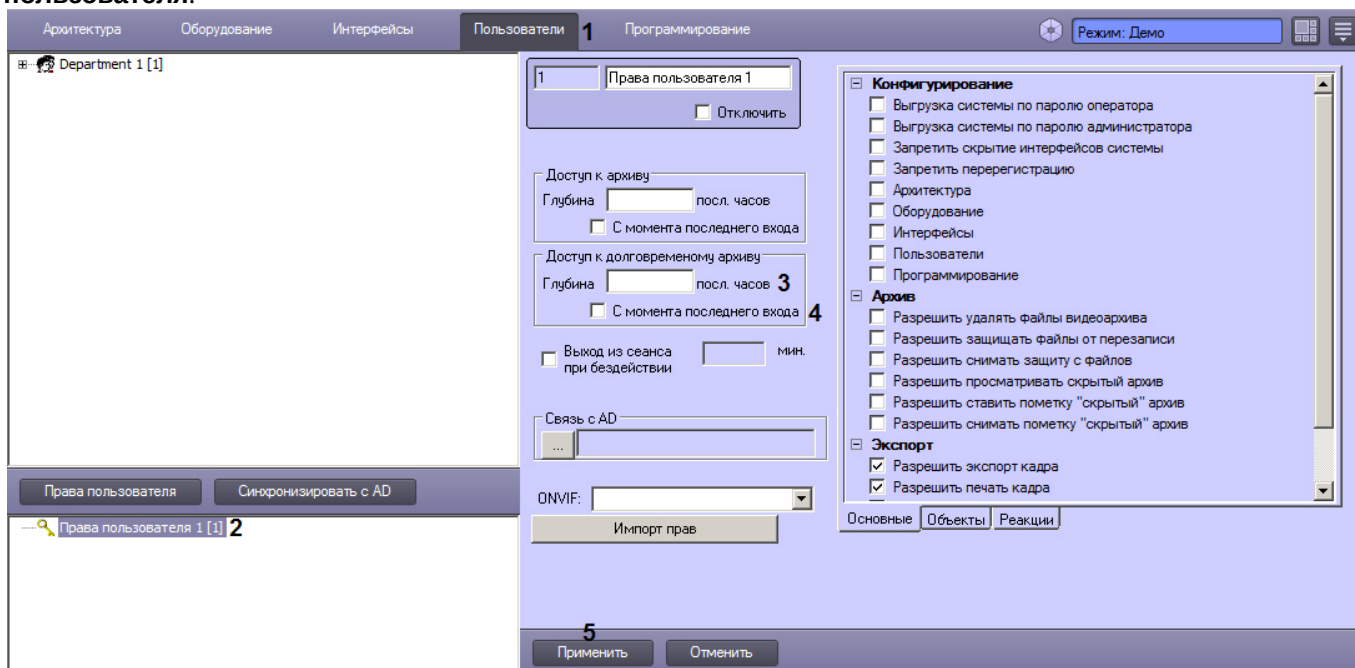 пользователя.
Архитектура Оборудование Интерфейсы Пользователи 1 Программирование Режим: Демо
Department 1 [1]
1 Права пользователя 1
Отключить
Доступ к архиву
Глубина посл. часов
С момента последнего входа
Доступ к долговременому архиву
Глубина посл. часов 3
С момента последнего входа 4
Выход из сеанса мин.
при бездействии
Связь с AD
...
ONVIF:
Импорт прав
Конфигурирование
Выгрузка системы по паролю оператора
Выгрузка системы по паролю администратора
Запретить скрытие интерфейсов системы
Запретить перерегистрацию
Архитектура
Оборудование
Интерфейсы
Пользователи
Программирование
Архив
Разрешить удалять файлы видеоархива
Разрешить защищать файлы от перезаписи
Разрешить снимать защиту с файлов
Разрешить просматривать скрытый архив
Разрешить ставить пометку "скрытый" архив
Разрешить снимать пометку "скрытый" архив
Экспорт
Разрешить экспорт кадра
Разрешить печать кадра
Основные Объекты Реакции
Права пользователя Синхронизировать с AD
Права пользователя 1 [1] 2
5
Применить Отменить